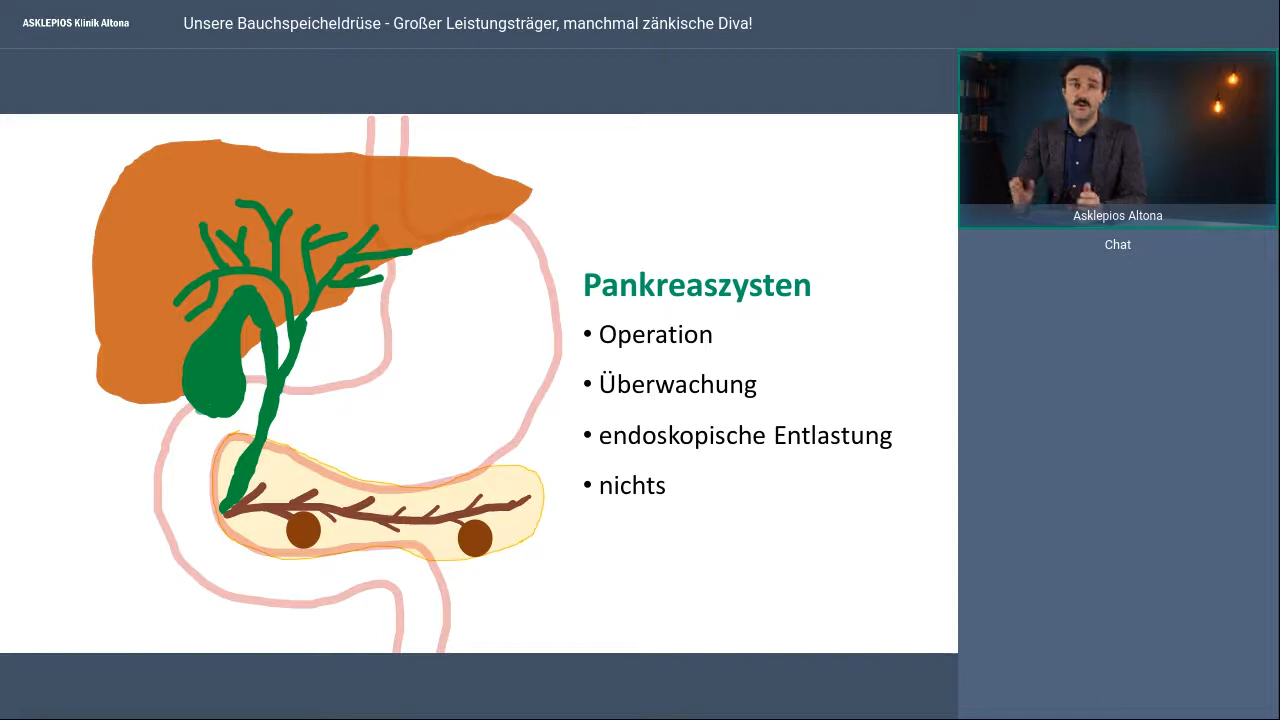 ASKLEPIOS Klinik Altona
Unsere Bauchspeicheldrüse - Großer Leistungsträger, manchmal zänkische Diva!
Asklepios Altona
Chat
Pankreaszysten
• Operation
• Überwachung
• endoskopische Entlastung
• nichts